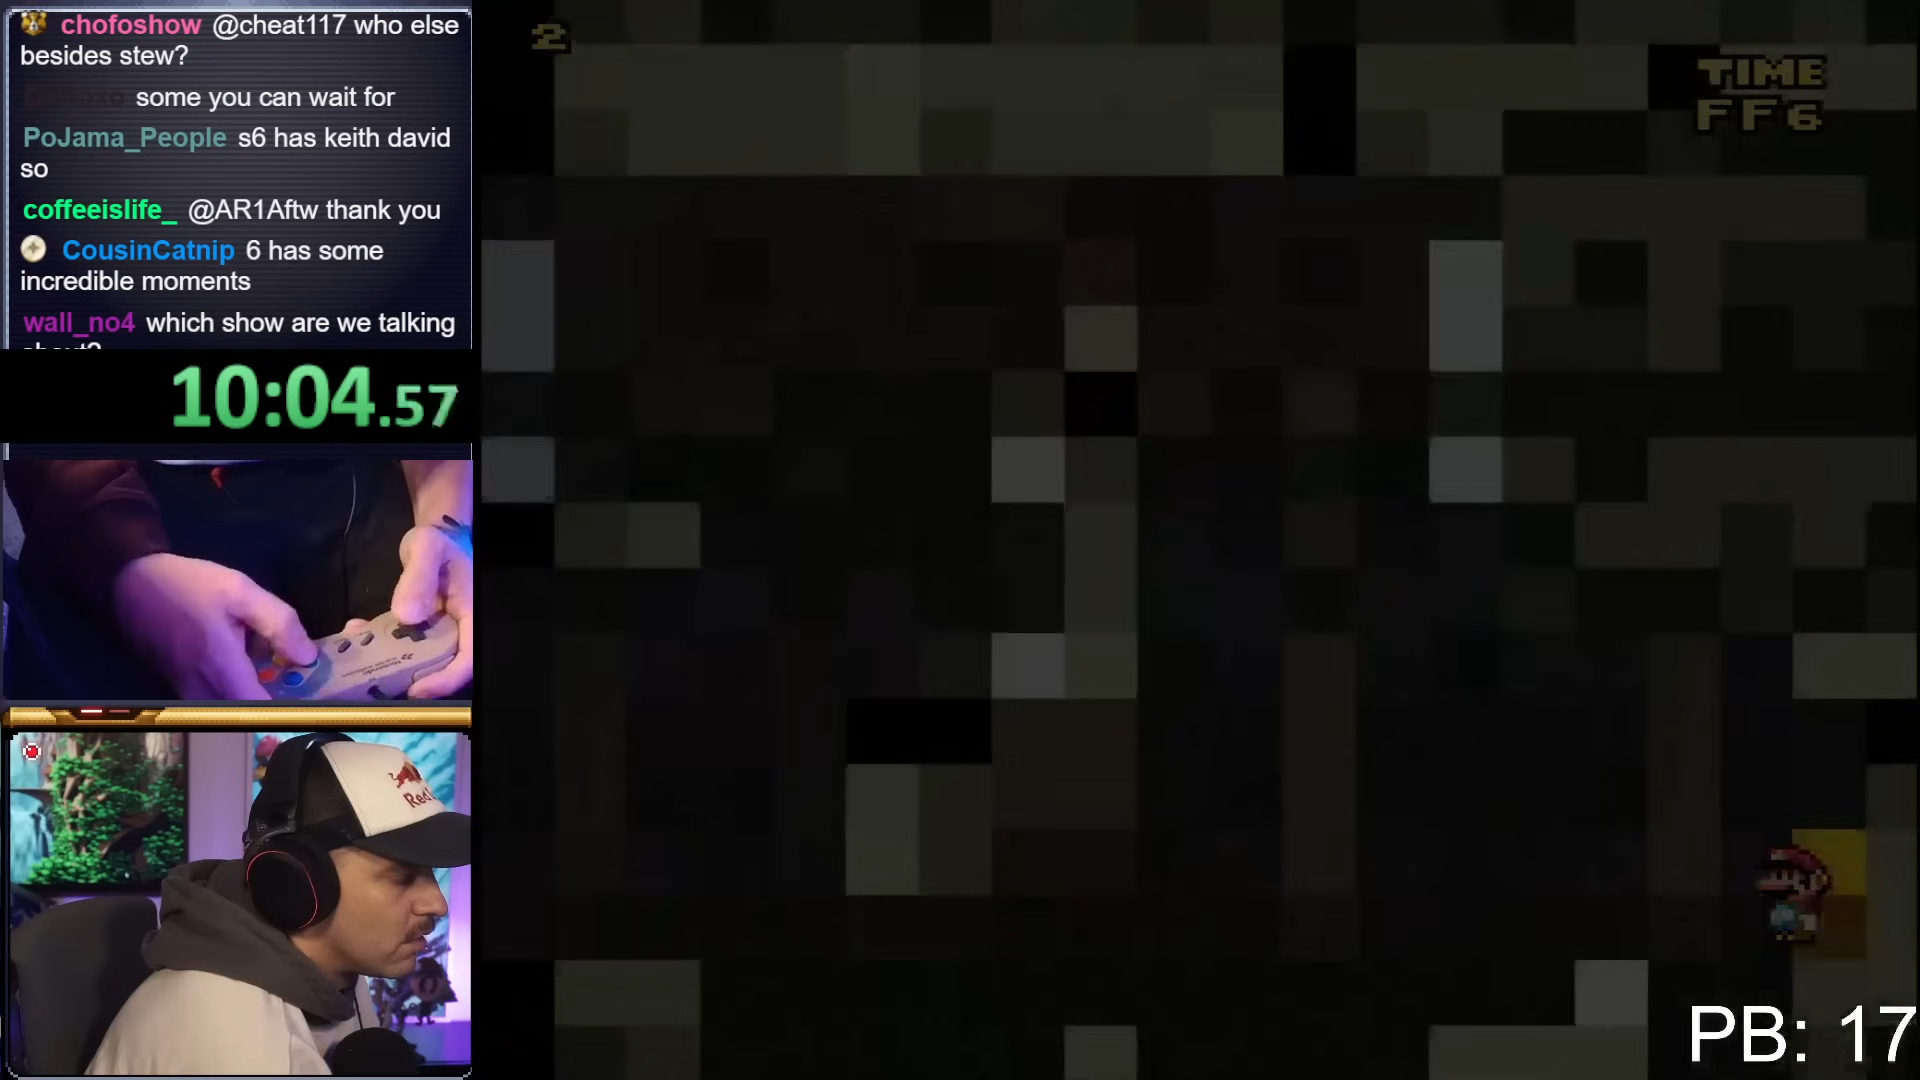 chofoshow @cheat117 who else
besides stew?
some you can wait for
PoJama_People s6 has keith david
so
coffeeislife_ @AR1Aftw thank you
CousinCatnip 6 has some
incredible moments
wall_no4 which show are we talking
10:04.57
2
TIME
FF6
Red
PB: 17